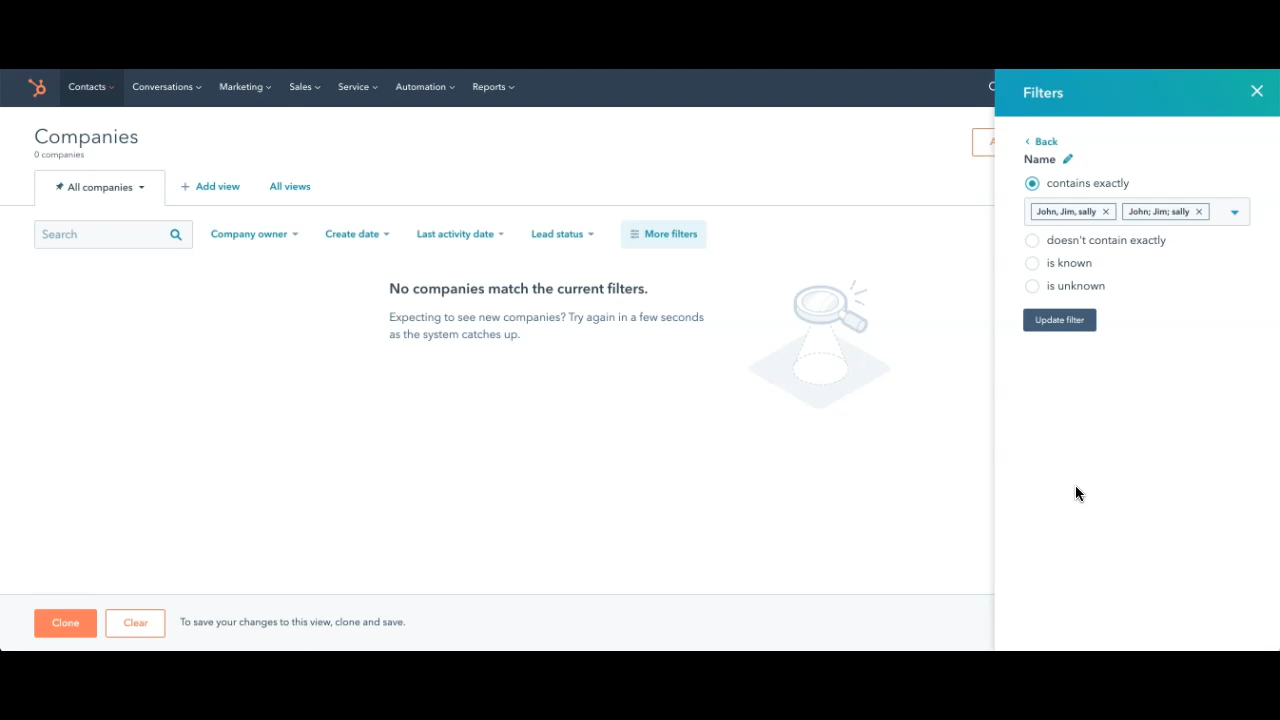 Contacts Conversations Marketing Sales Service Automation Reports
Companies
0 companies
All companies
Add view
All views
Search
Company owner
Create date
Last activity date
Lead status
More filters
No companies match the current filters.
Expecting to see new companies? Try again in a few seconds
as the system catches up.
Clone
Clear
To save your changes to this view, clone and save.
Filters
Back
Name
contains exactly
John, Jim, sally
John; Jim; sally
doesn't contain exactly
is known
is unknown
Update filter